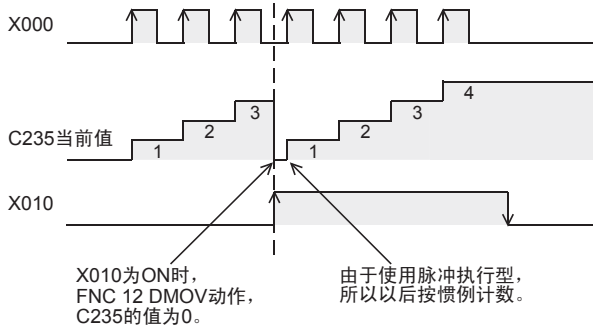 X000
C235当前值
1
2
3
1
2
3
4
X010
X010为ON时，
FNC 12 DMOV动作，
C235的值为0。
由于使用脉冲执行型，
所以以后按惯例计数。